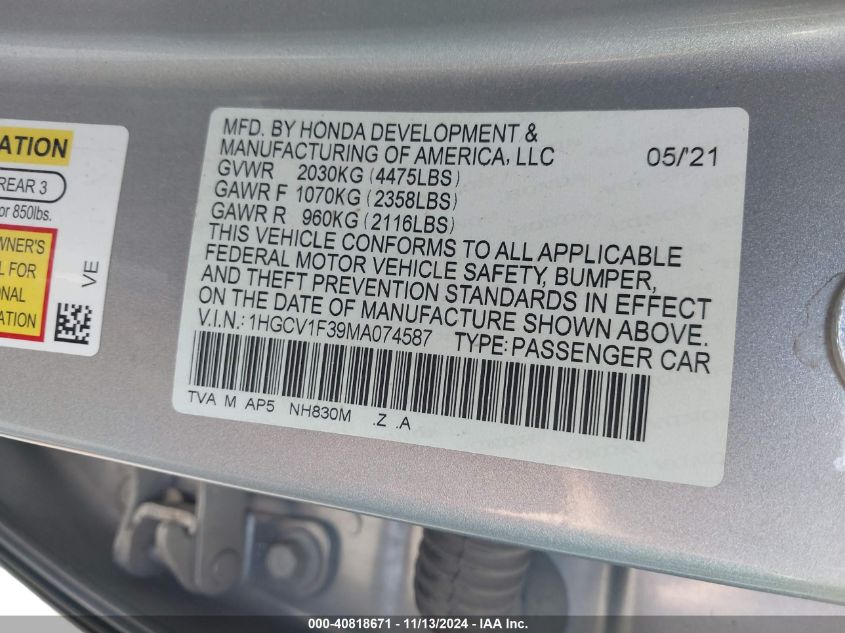 ATION
REAR 3
or 850lbs.
WNER'S
L FOR
ONAL
ATION
VE
MFD. BY HONDA DEVELOPMENT &
MANUFACTURING OF AMERICA, LLC 05/'21
GVWR 2030KG (4475LBS)
GAWR F 1070KG (2358LBS)
GAWR R 960KG (2116LBS)
THIS VEHICLE CONFORMS TO ALL APPLICABLE
FEDERAL MOTOR VEHICLE SAFETY, BUMPER,
AND THEFT PREVENTION STANDARDS IN EFFECT
ON THE DATE OF MANUFACTURE SHOWN ABOVE.
V.I.N.: 1HGCV1F39MA074587 TYPE: PASSENGER CAR
TVA M AP5 NH830M .Z .A
000-40818671 - 11/13/2024 - IAA Inc.